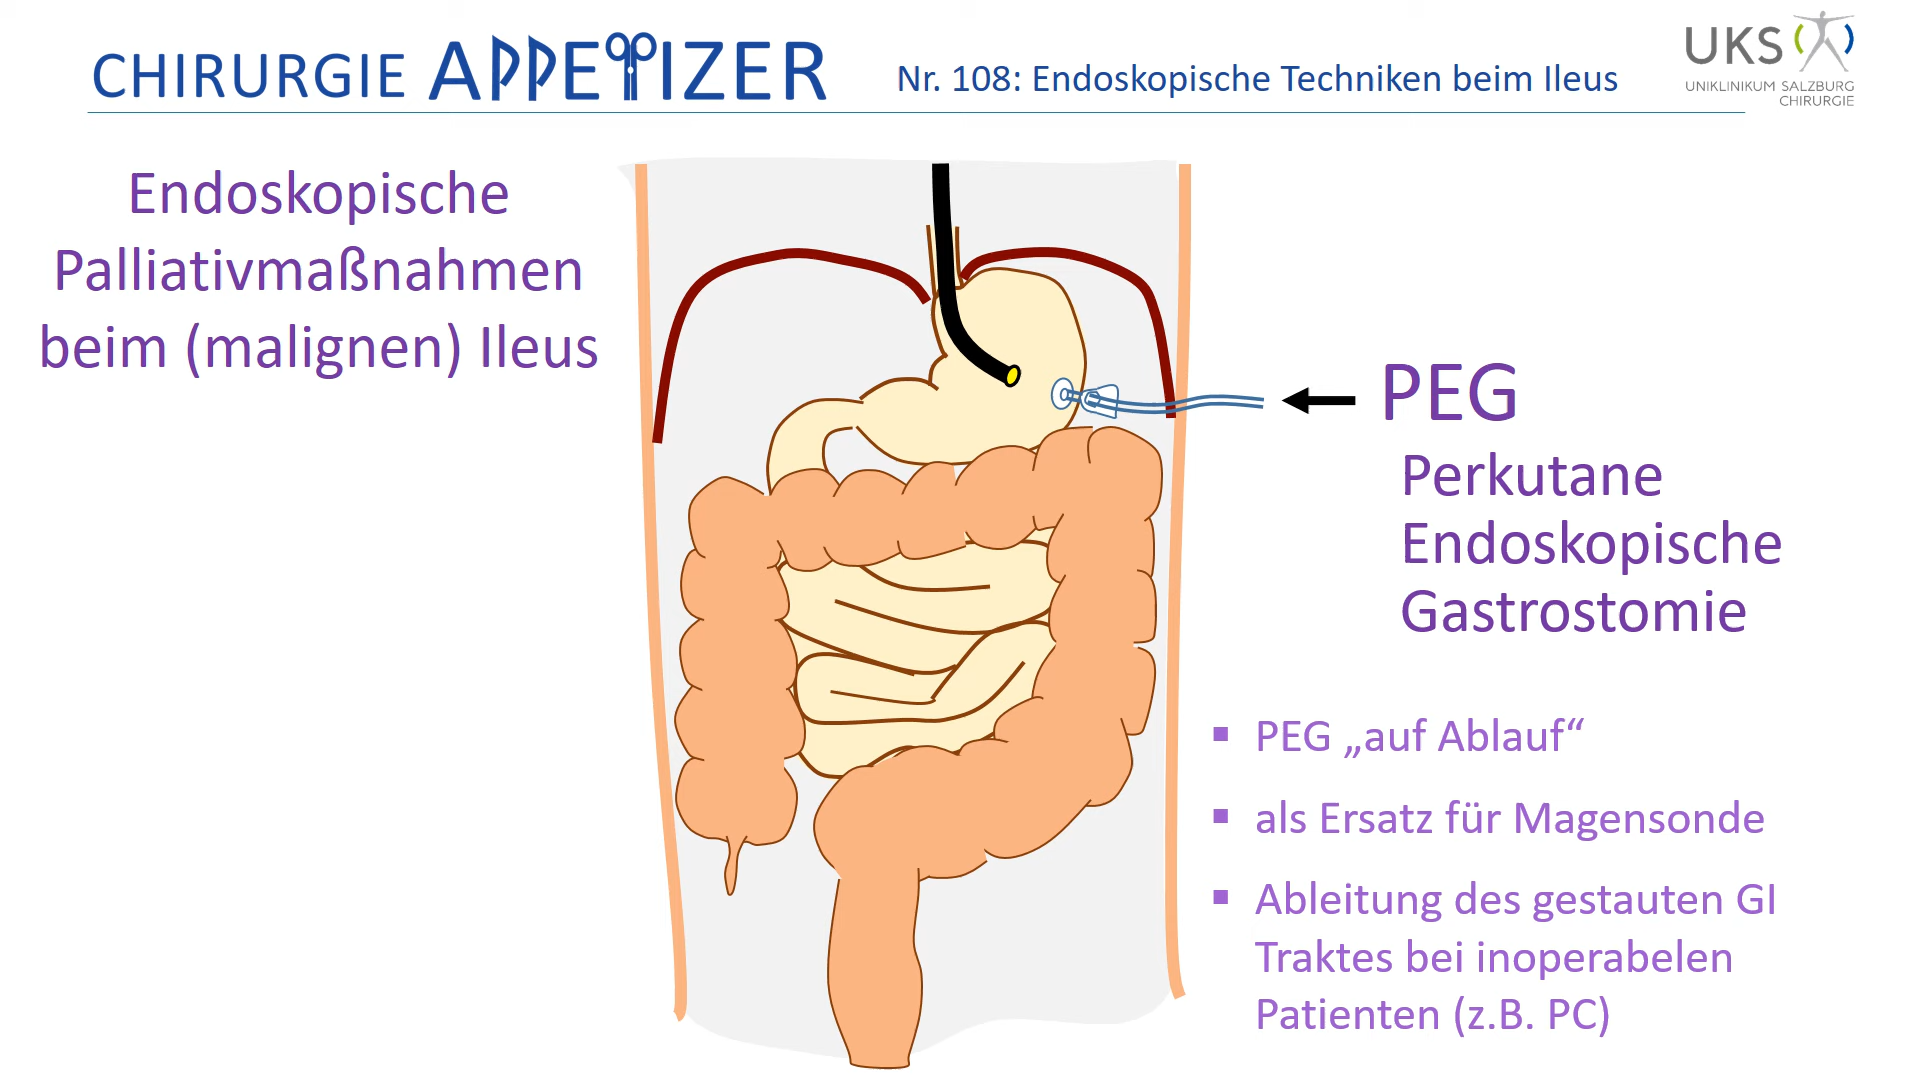 CHIRURGIE APPETIZER
Nr. 108: Endoskopische Techniken beim Ileus
UKS
UNIKLINIKUM SALZBURG
CHIRURGIE
Endoskopische
Palliativmaßnahmen
beim (malignen) Ileus
PEG
Perkutane
Endoskopische
Gastrostomie
▪ PEG „auf Ablauf“
▪ als Ersatz für Magensonde
▪ Ableitung des gestauten GI
Traktes bei inoperabelen
Patienten (z.B. PC)